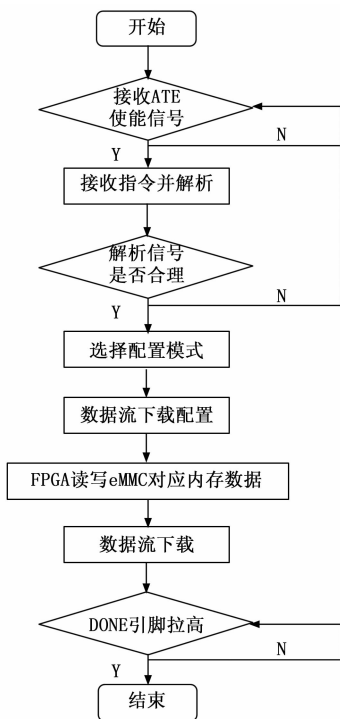 开始
接收ATE
使能信号
N
Y
接收指令并解析
解析信号
是否合理
N
Y
选择配置模式
数据流下载配置
FPGA读写eMMC对应内存数据
数据流下载
DONE引脚拉高
N
Y
结束